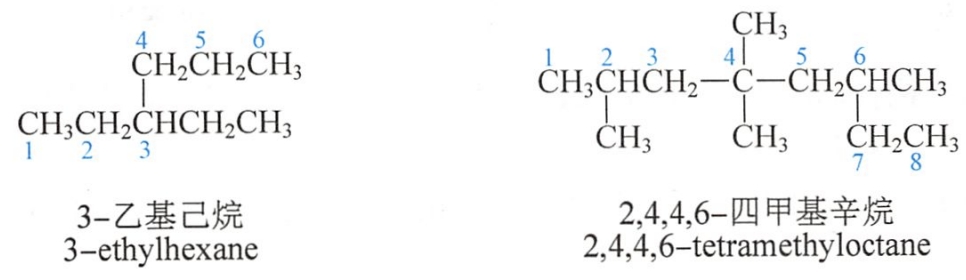 4 5 6
CH₂CH₂CH₃
CH₃CH₂CHCH₂CH₃
1 2 3
3-乙基己烷
3-ethylhexane
CH₃
1 2 3 4 5 6
CH₃CHCH₂—C—CH₂CHCH₃
CH₃ CH₃ CH₂CH₃
7 8
2,4,4,6-四甲基辛烷
2,4,4,6-tetramethyloctane